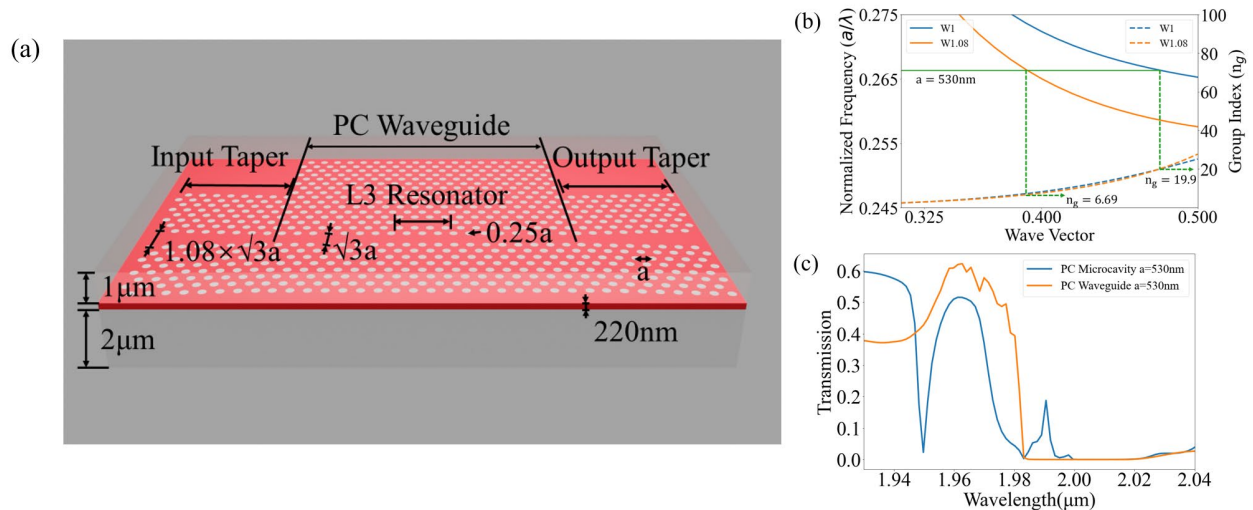 (a)
PC Waveguide
Input Taper
Output Taper
L3 Resonator
1.08×√3a
√3a
0.25a
a
1μm
2μm
220nm
(b)
0.275
0.265
0.255
0.245
Normalized Frequency (a/λ)
W1
W1.08
W1
W1.08
a = 530nm
n_g = 19.9
n_g = 6.69
100
80
60
40
20
0
Group Index (n_g)
0.325
0.400
0.500
Wave Vector
(c)
PC Microcavity a=530nm
PC Waveguide a=530nm
0.6
0.5
0.4
0.3
0.2
0.1
0.0
Transmission
1.94
1.96
1.98
2.00
2.02
2.04
Wavelength(μm)